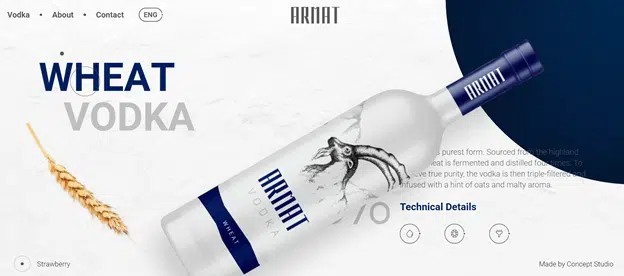 Vodka • About • Contact ENG
ARNAT
WHEAT
VODKA
ARNAT
ARNAT
VODKA
WHEAT
purest form. Sourced from the highland
eat is fermented and distilled four times. To
ve true purity, the vodka is then triple-filtered and
infused with a hint of oats and malty aroma.
Technical Details
Strawberry
Made by Concept Studio